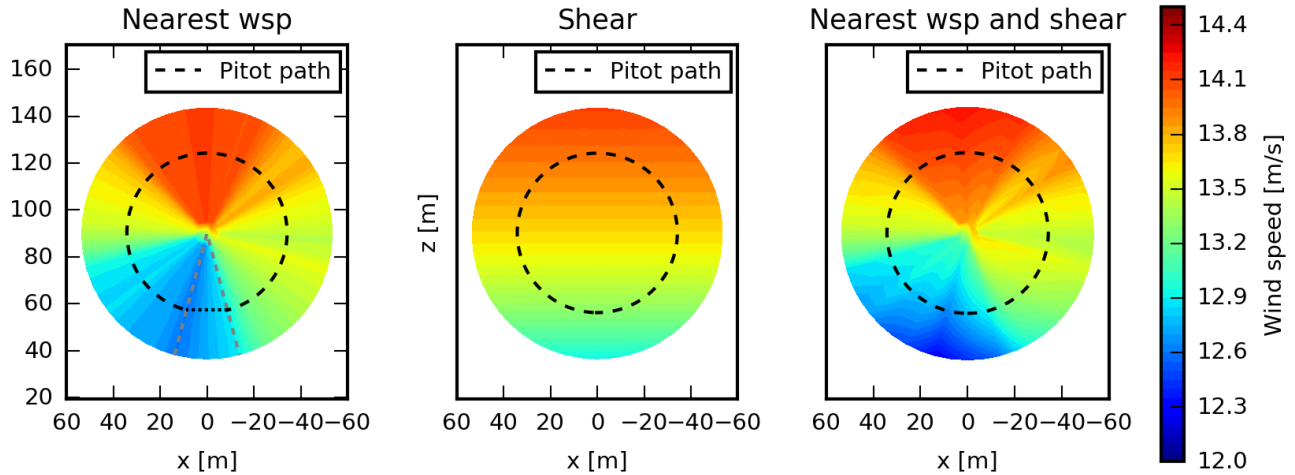 Nearest wsp
Shear
Nearest wsp and shear
Pitot path
Pitot path
Pitot path
160
140
120
100
80
60
40
20
60 40 20 0 −20 −40 −60
x [m]
z [m]
60 40 20 0 −20 −40 −60
x [m]
60 40 20 0 −20 −40 −60
x [m]
14.4
14.1
13.8
13.5
13.2
12.9
12.6
12.3
12.0
Wind speed [m/s]